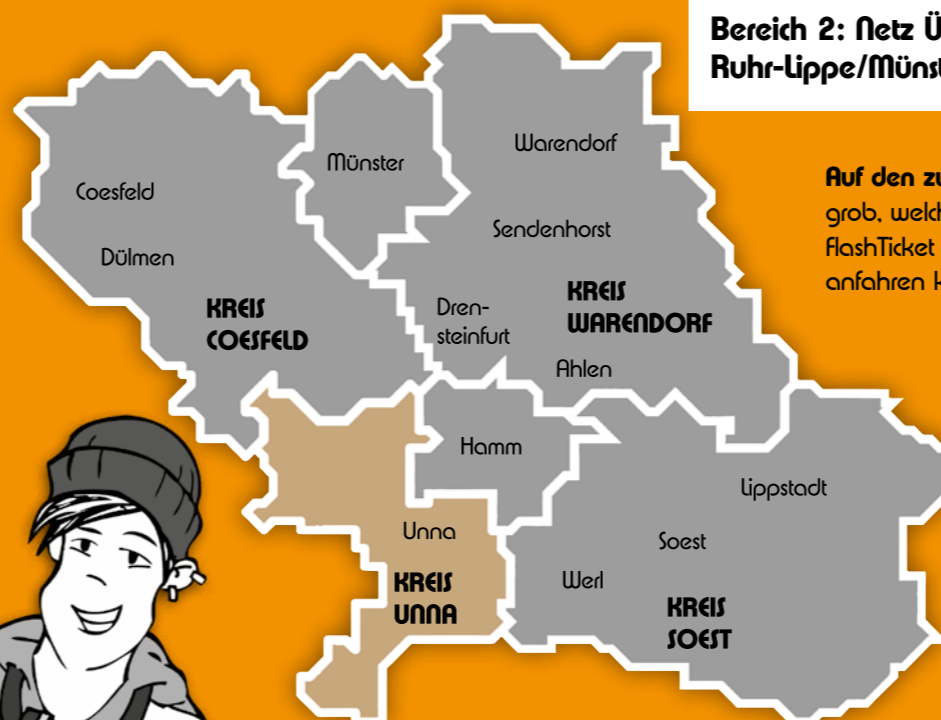 Bereich 2: Netz Ü
Ruhr-Lippe/Münst
Auf den zu
grob, welch
FlashTicket
anfahren k
Warendorf
Münster
Coesfeld
Sendenhorst
Dülmen
KREIS
COESFELD
Dren-
steinfurt
KREIS
WARENDORF
Ahlen
Hamm
Lippstadt
Unna
Soest
Werl
KREIS
UNNA
KREIS
SOEST